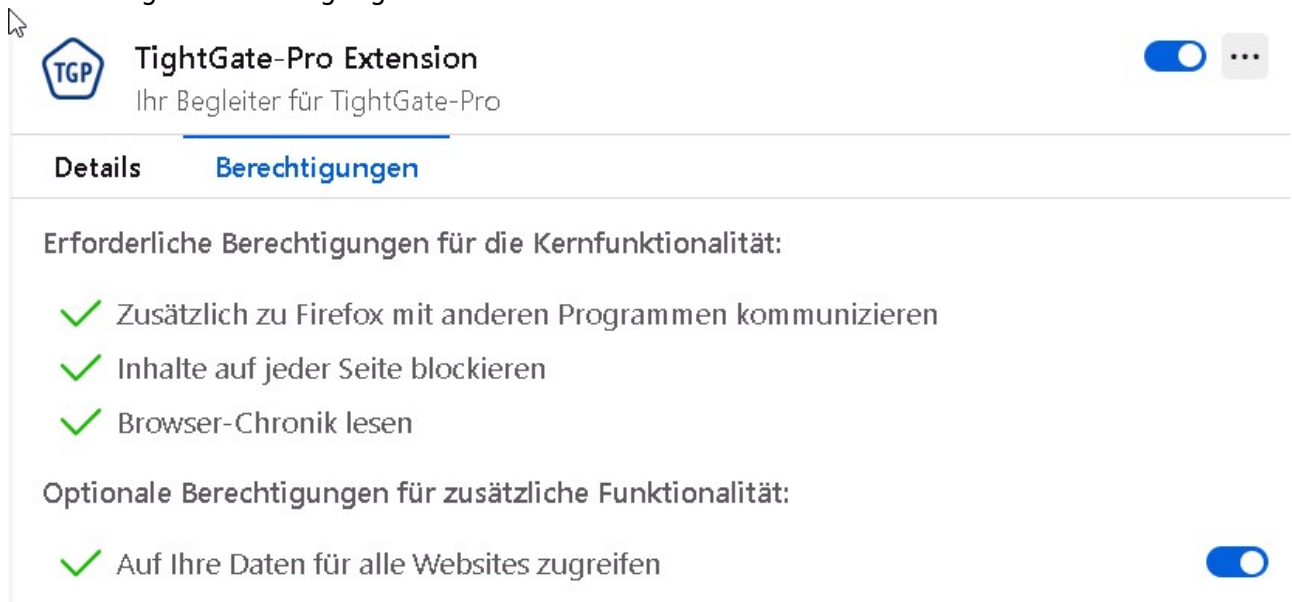 TGP
TightGate-Pro Extension
Ihr Begleiter für TightGate-Pro
Details
Berechtigungen
Erforderliche Berechtigungen für die Kernfunktionalität:
Zusätzlich zu Firefox mit anderen Programmen kommunizieren
Inhalte auf jeder Seite blockieren
Browser-Chronik lesen
Optionale Berechtigungen für zusätzliche Funktionalität:
Auf Ihre Daten für alle Websites zugreifen